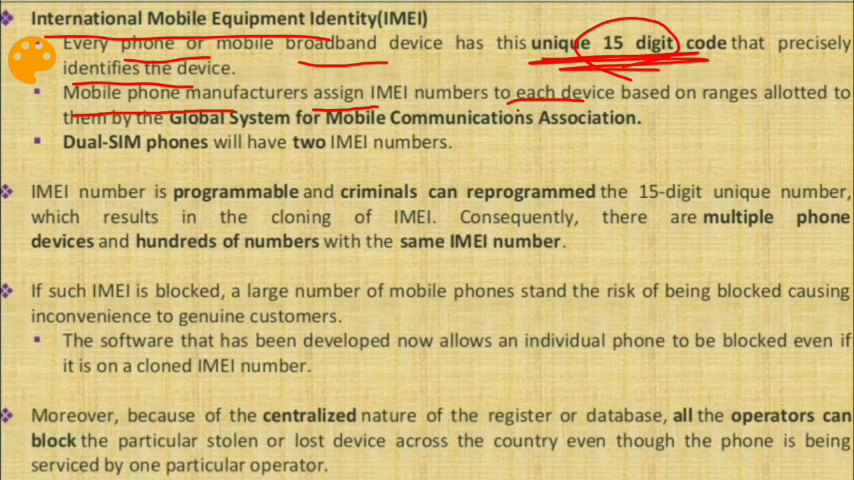 International Mobile Equipment Identity(IMEI)
Every phone or mobile broadband device has this unique 15 digit code that precisely
identifies the device.
Mobile phone manufacturers assign IMEI numbers to each device based on ranges allotted to
them by the Global System for Mobile Communications Association.
Dual-SIM phones will have two IMEI numbers.
IMEI number is programmable and criminals can reprogrammed the 15-digit unique number,
which results in the cloning of IMEI. Consequently, there are multiple phone
devices and hundreds of numbers with the same IMEI number.
If such IMEI is blocked, a large number of mobile phones stand the risk of being blocked causing
inconvenience to genuine customers.
The software that has been developed now allows an individual phone to be blocked even if
it is on a cloned IMEI number.
Moreover, because of the centralized nature of the register or database, all the operators can
block the particular stolen or lost device across the country even though the phone is being
serviced by one particular operator.